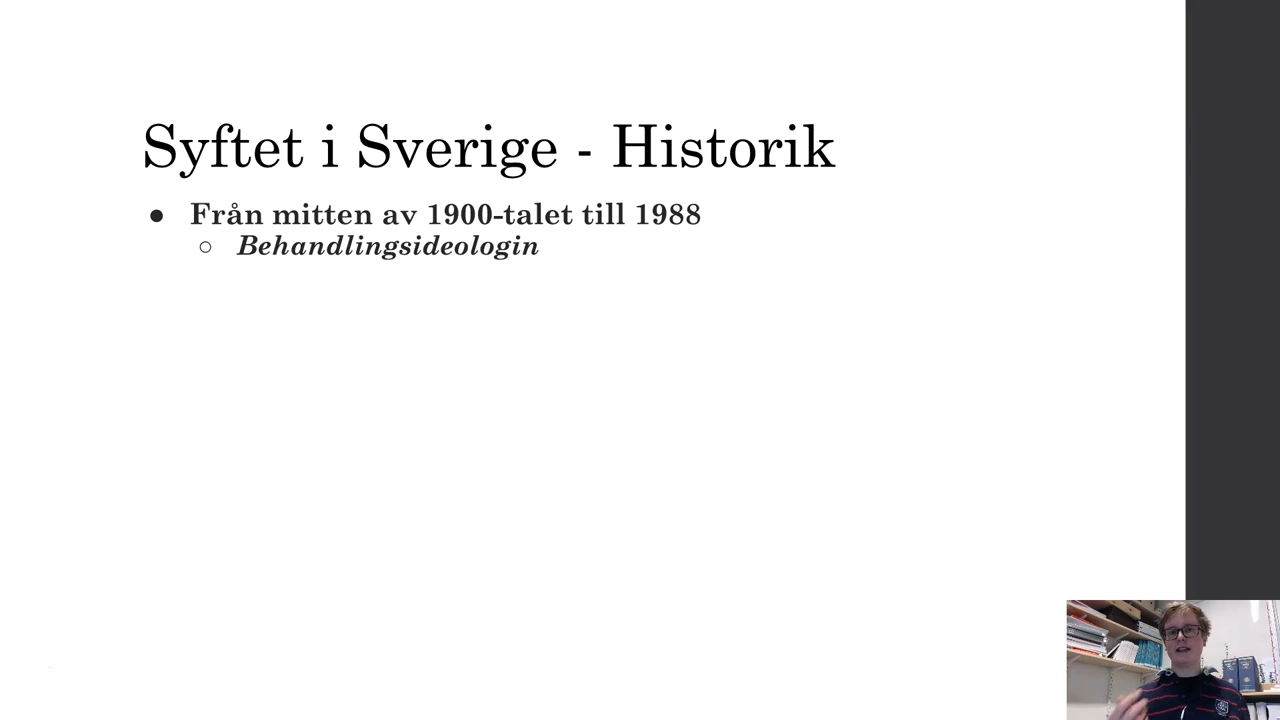 Syftet i Sverige - Historik
● Från mitten av 1900-talet till 1988
○ Behandlingsideologin